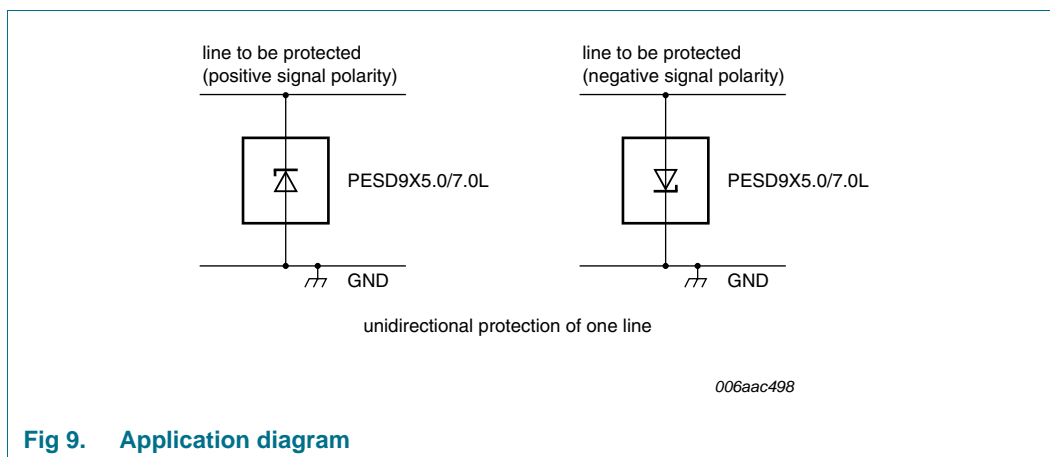 line to be protected
(positive signal polarity)
PESD9X5.0/7.0L
GND
line to be protected
(negative signal polarity)
PESD9X5.0/7.0L
GND
unidirectional protection of one line
006aac498
Fig 9. Application diagram